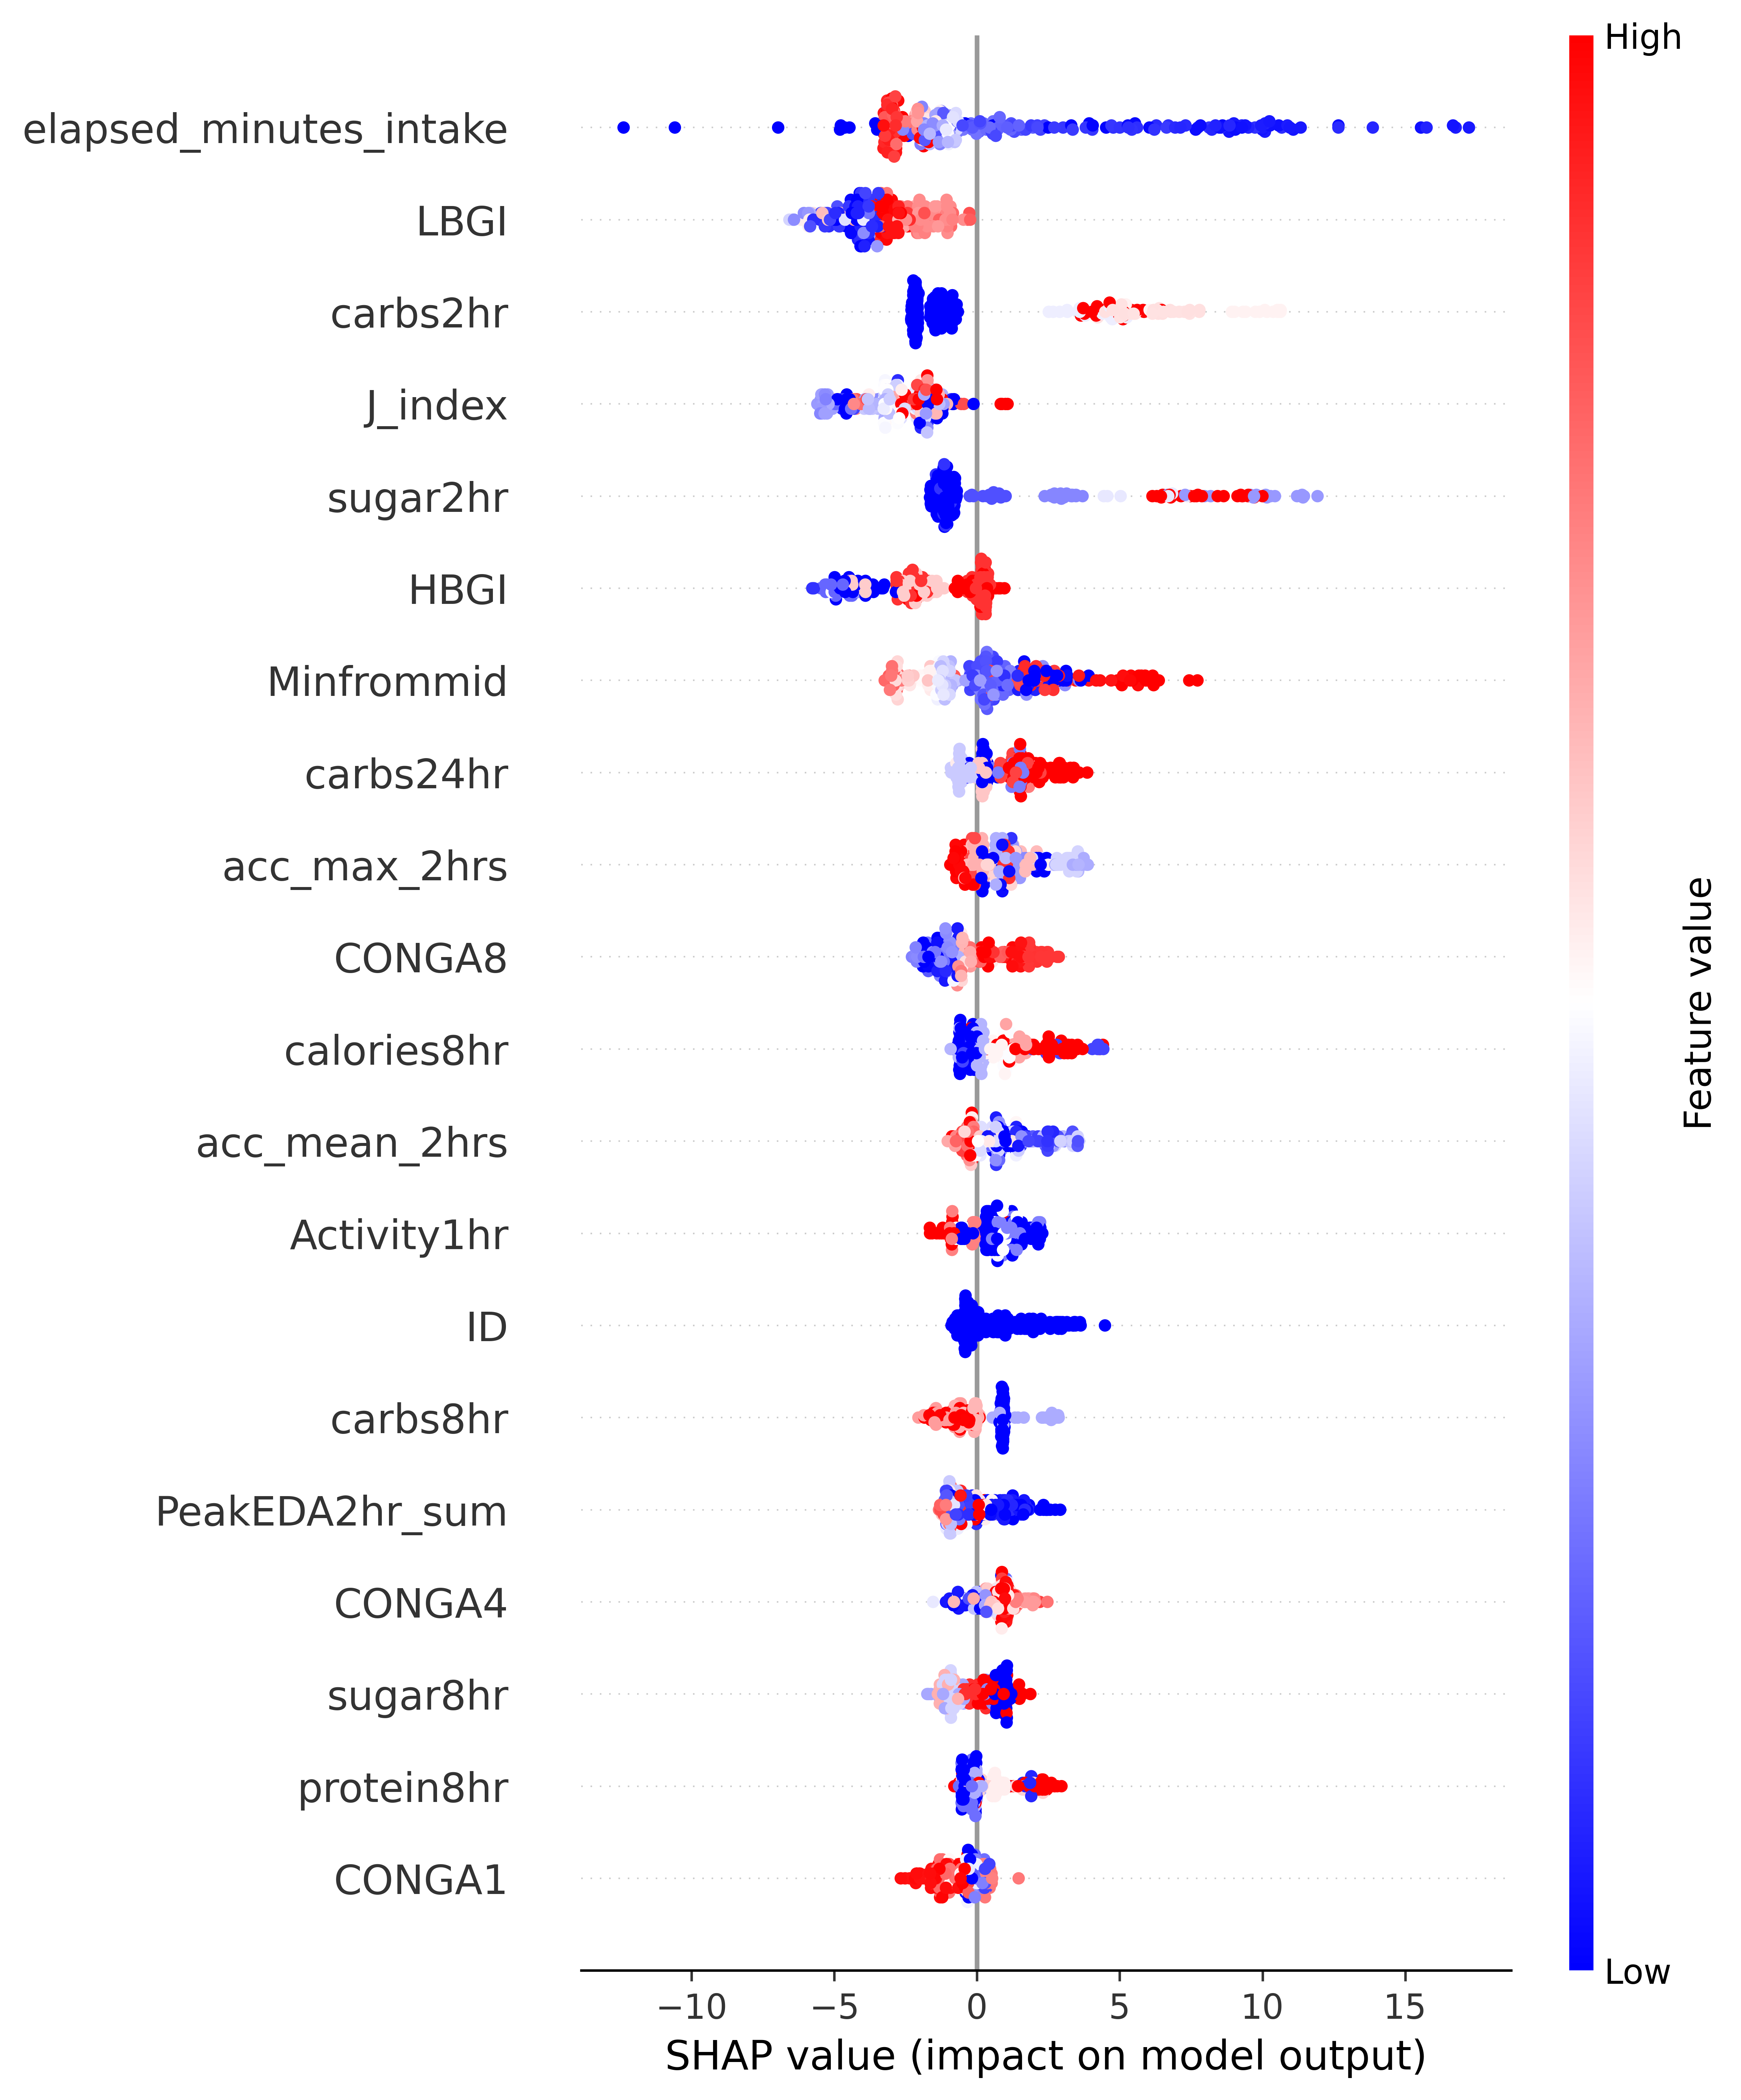 High
elapsed_minutes_intake
LBGI
carbs2hr
J_index
sugar2hr
HBGI
Minfrommid
carbs24hr
acc_max_2hrs
CONGA8
calories8hr
acc_mean_2hrs
Activity1hr
ID
carbs8hr
PeakEDA2hr_sum
CONGA4
sugar8hr
protein8hr
CONGA1
Feature value
Low
−10 −5 0 5 10 15
SHAP value (impact on model output)